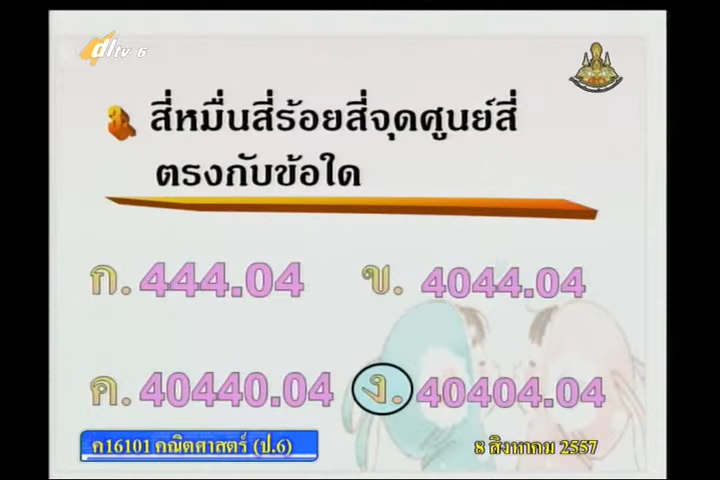 dltv 6
3. สี่หมื่นสี่ร้อยสี่จุดศูนย์สี่
ตรงกับข้อใด
ก. 444.04 ข. 4044.04
ค. 40440.04 ง. 40404.04
ค16101 คณิตศาสตร์ (ป.6) 8 สิงหาคม 2557